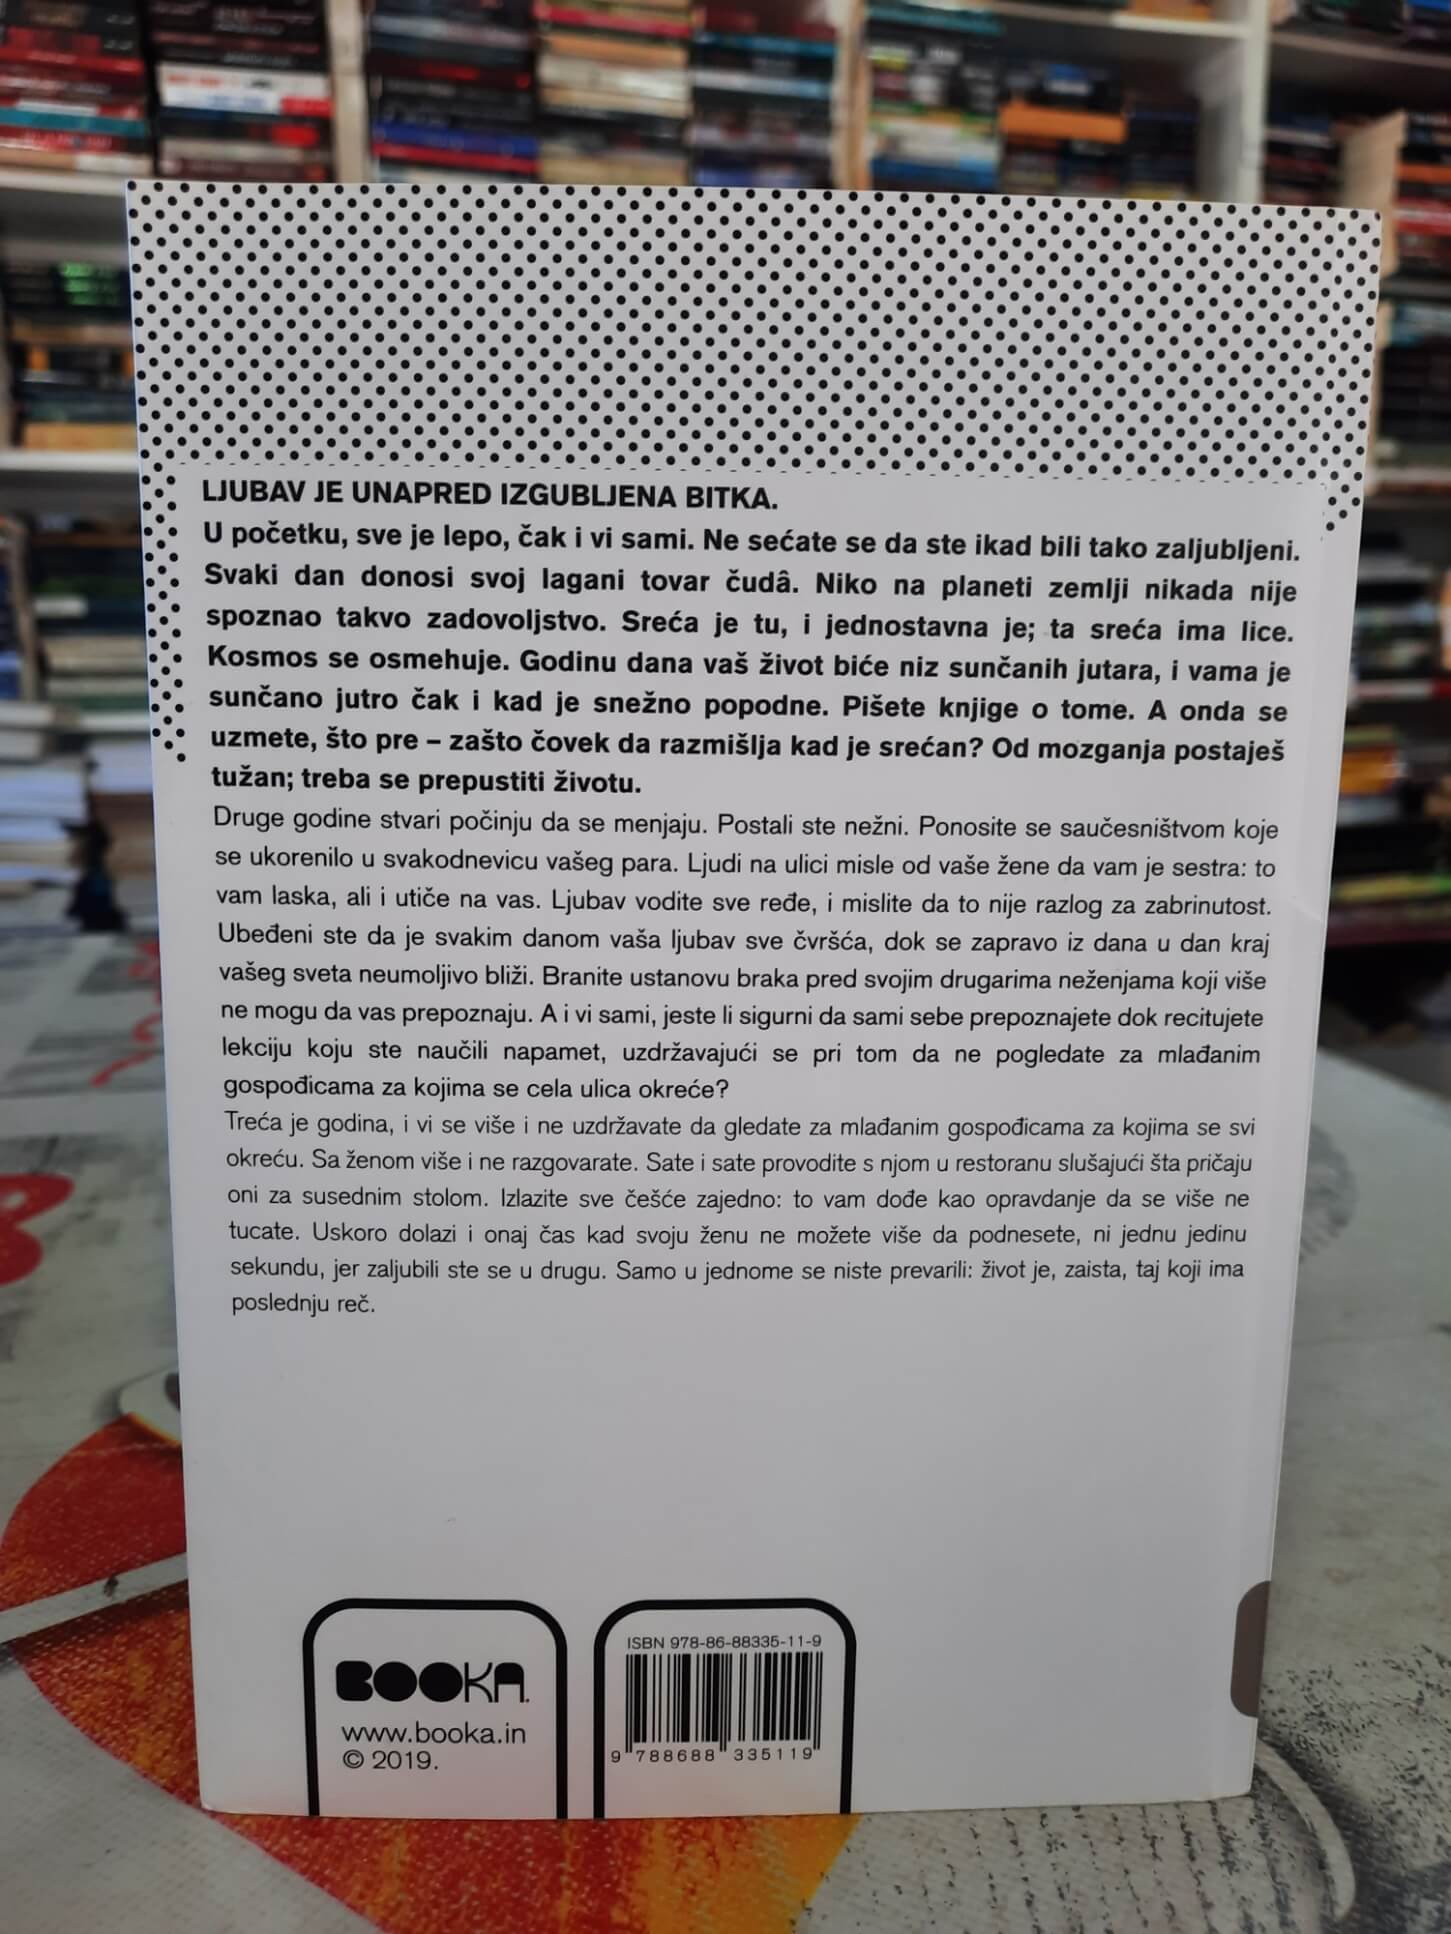 LJUBAV JE UNAPRED IZGUBLJENA BITKA.
U početku, sve je lepo, čak i vi sami. Ne sećate se da ste ikad bili tako zaljubljeni.
Svaki dan donosi svoj lagani tovar čudâ. Niko na planeti zemlji nikada nije
spoznao takvo zadovoljstvo. Sreća je tu, i jednostavna je; ta sreća ima lice.
Kosmos se osmehuje. Godinu dana vaš život biće niz sunčanih jutara, i vama je
sunčano jutro čak i kad je snežno popodne. Pišete knjige o tome. A onda se
uzmete, što pre – zašto čovek da razmišlja kad je srećan? Od mozganja postaješ
tužan; treba se prepustiti životu.
Druge godine stvari počinju da se menjaju. Postali ste nežni. Ponosite se saučesništvom koje
se ukorenilo u svakodnevicu vašeg para. Ljudi na ulici misle od vaše žene da vam je sestra: to
vam laska, ali i utiče na vas. Ljubav vodite sve ređe, i mislite da to nije razlog za zabrinutost.
Ubeđeni ste da je svakim danom vaša ljubav sve čvršća, dok se zapravo iz dana u dan kraj
vašeg sveta neumoljivo bliži. Branite ustanovu braka pred svojim drugarima neženjama koji više
ne mogu da vas prepoznaju. A i vi sami, jeste li sigurni da sami sebe prepoznajete dok recitujete
lekciju koju ste naučili napamet, uzdržavajući se pri tom da ne pogledate za mlađanim
gospođicama za kojima se cela ulica okreće?
Treća je godina, i vi se više i ne uzdržavate da gledate za mlađanim gospođicama za kojima se svi
okreću. Sa ženom više i ne razgovarate. Sate i sate provodite s njom u restoranu slušajući šta pričaju
oni za susednim stolom. Izlazite sve češće zajedno: to vam dođe kao opravdanje da se više ne
tucate. Uskoro dolazi i onaj čas kad svoju ženu ne možete više da podnesete, ni jednu jedinu
sekundu, jer zaljubili ste se u drugu. Samo u jednome se niste prevarili: život je, zaista, taj koji ima
poslednju reč.
BOOKA.
www.booka.in
© 2019.
ISBN 978-86-88335-11-9
9 788688 335119